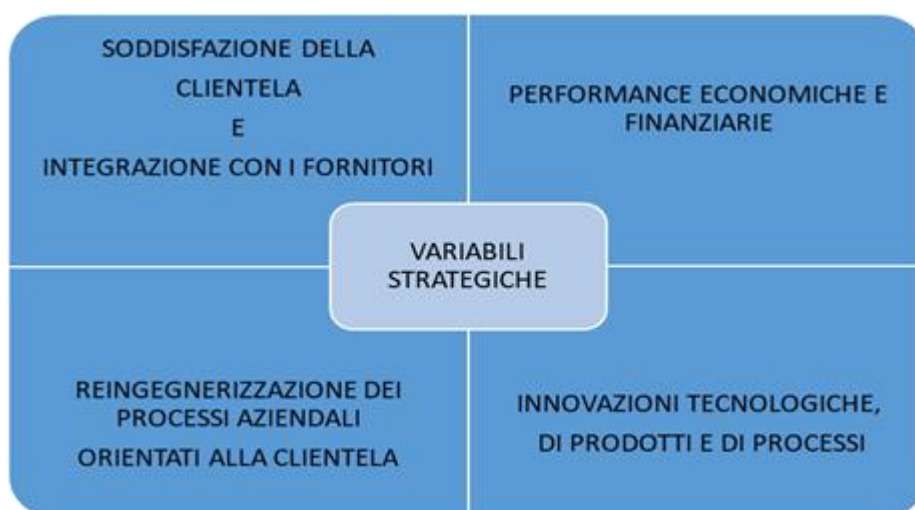 SODDISFAZIONE DELLA
CLIENTELA
E
INTEGRAZIONE CON I FORNITORI
PERFORMANCE ECONOMICHE E
FINANZIARIE
VARIABILI
STRATEGICHE
REINGEGNERIZZAZIONE DEI
PROCESSI AZIENDALI
ORIENTATI ALLA CLIENTELA
INNOVAZIONI TECNOLOGICHE,
DI PRODOTTI E DI PROCESSI